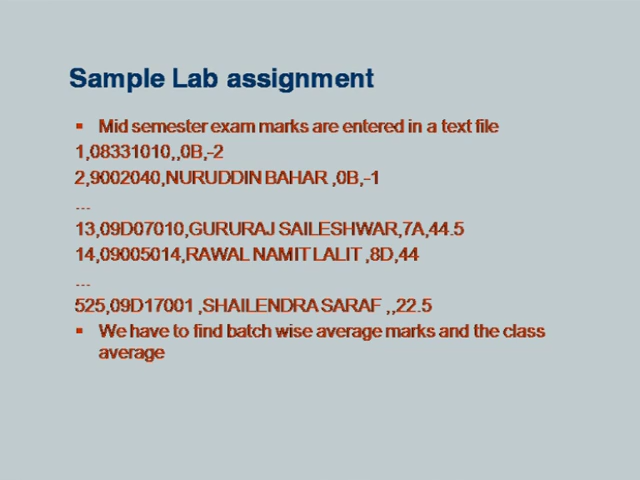 Sample Lab assignment
▪ Mid semester exam marks are entered in a text file
1,08331010,,0B,-2
2,9002040,NURUDDIN BAHAR ,0B,-1
...
13,09D07010,GURURAJ SAILESHWAR,7A,44.5
14,09005014,RAWAL NAMIT LALIT ,8D,44
...
525,09D17001 ,SHAILENDRA SARAF ,,22.5
▪ We have to find batch wise average marks and the class
average